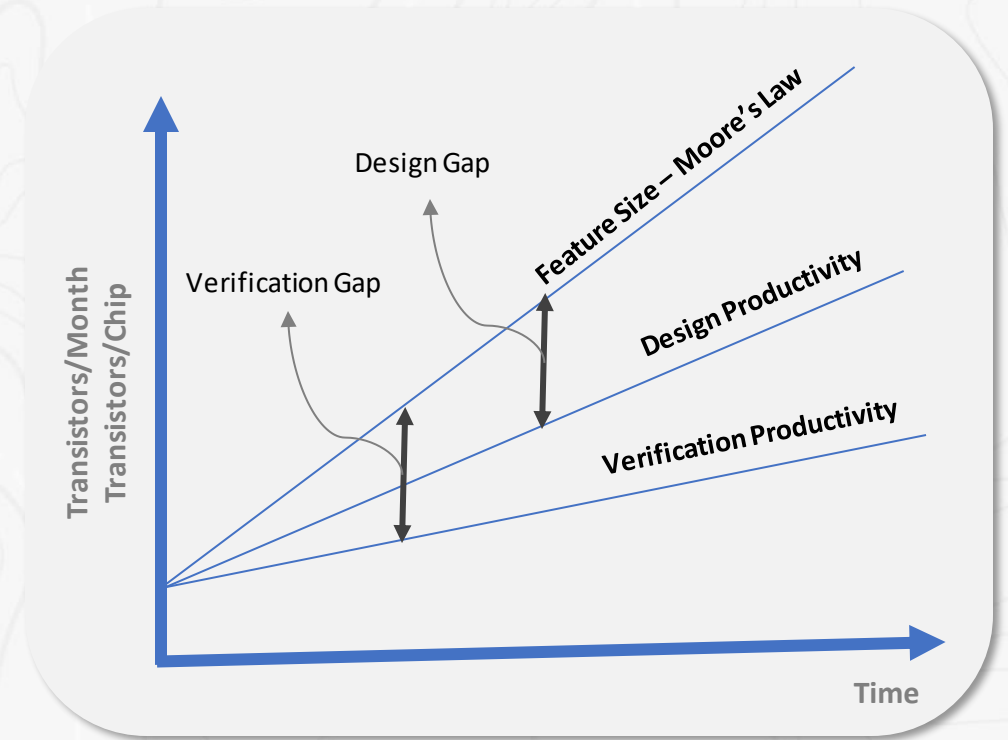 Feature Size – Moore's Law
Design Gap
Design Productivity
Verification Gap
Transistors/Month
Transistors/Chip
Verification Productivity
Time